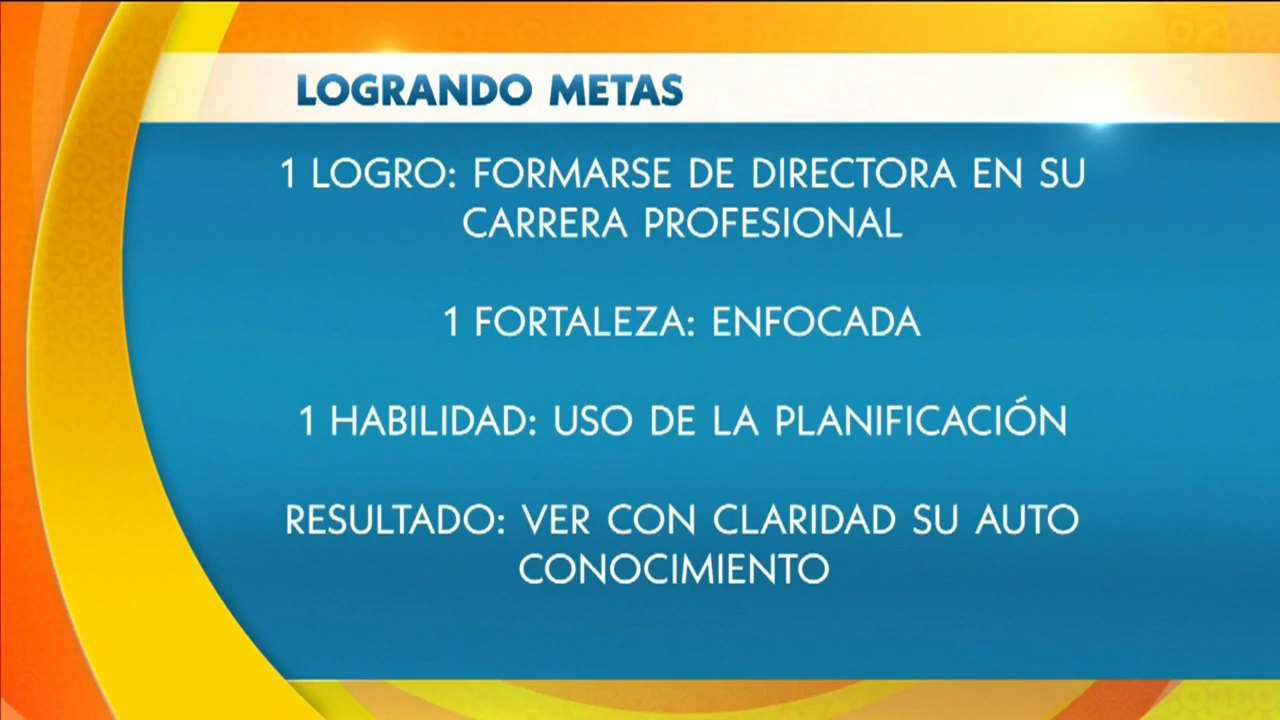 LOGRANDO METAS
1 LOGRO: FORMARSE DE DIRECTORA EN SU
CARRERA PROFESIONAL
1 FORTALEZA: ENFOCADA
1 HABILIDAD: USO DE LA PLANIFICACIÓN
RESULTADO: VER CON CLARIDAD SU AUTO
CONOCIMIENTO